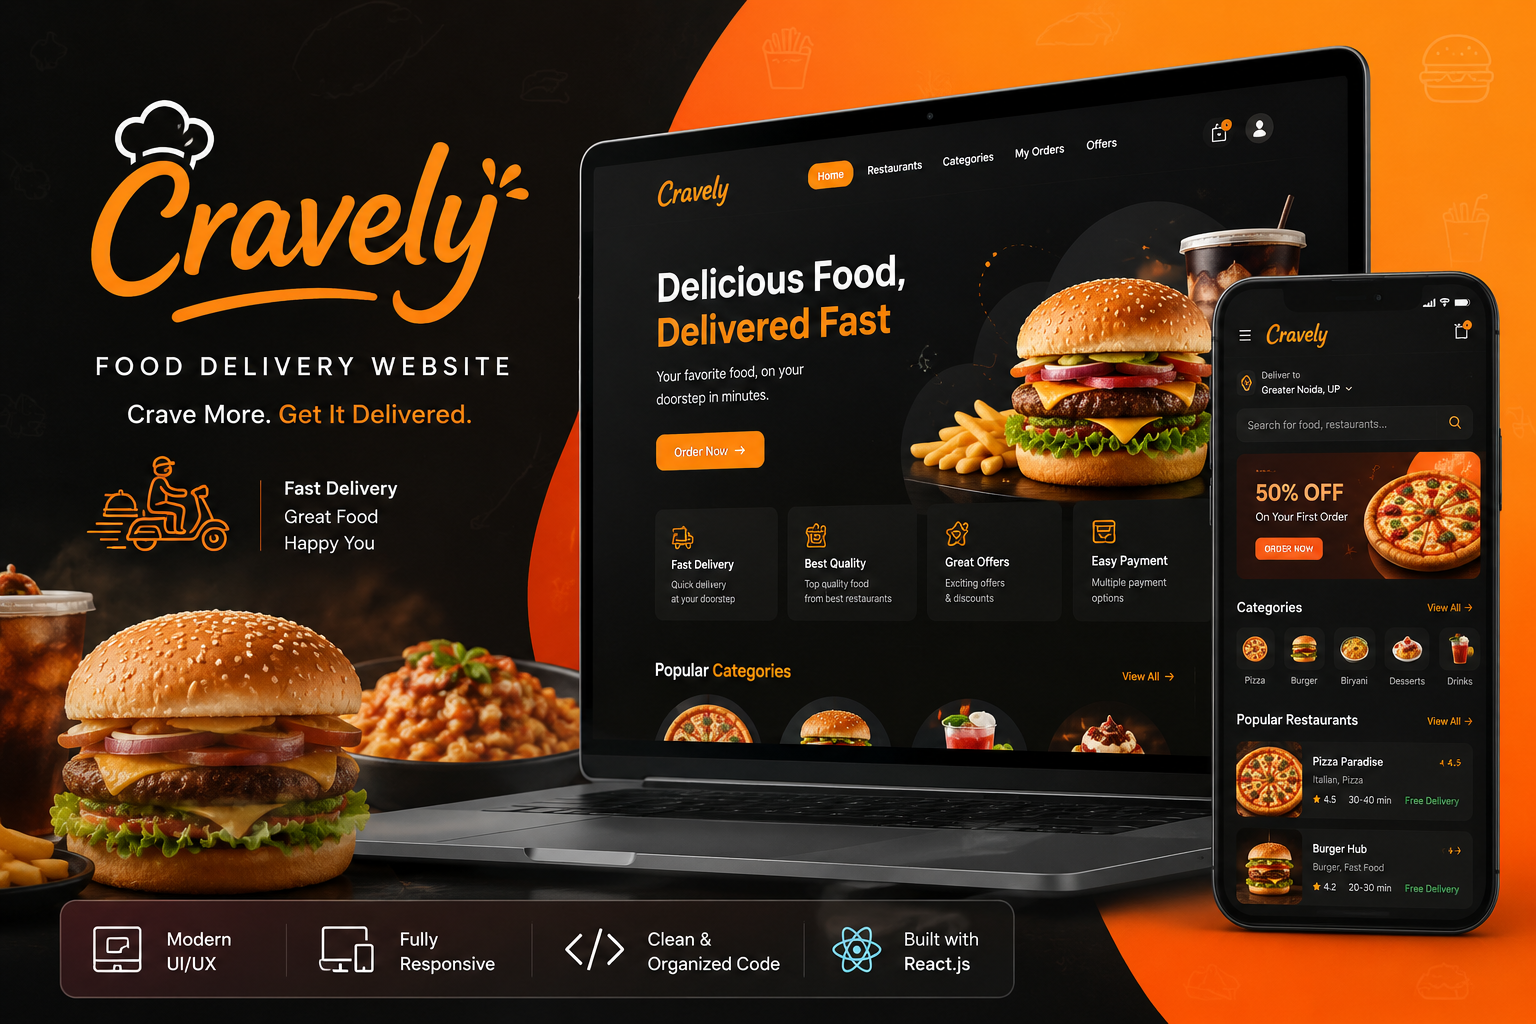 Cravely
FOOD DELIVERY WEBSITE
Crave More. Get It Delivered.
Fast Delivery
Great Food
Happy You
Cravely
Home
Restaurants
Categories
My Orders
Offers
Delicious Food,
Delivered Fast
Your favorite food, on your
doorstep in minutes.
Order Now →
Fast Delivery
Quick delivery
at your doorstep
Best Quality
Top quality food
from best restaurants
Great Offers
Exciting offers
& discounts
Easy Payment
Multiple payment
options
Popular Categories
View All →
Cravely
Deliver to
Greater Noida, UP
Search for food, restaurants...
50% OFF
On Your First Order
ORDER NOW
Categories
View All →
Pizza
Burger
Biryani
Desserts
Drinks
Popular Restaurants
View All →
Pizza Paradise
4.5
Italian, Pizza
★ 4.5 30-40 min Free Delivery
Burger Hub
Burger, Fast Food
★ 4.2 20-30 min Free Delivery
Modern
UI/UX
Fully
Responsive
</>
Clean &
Organized Code
Built with
React.js